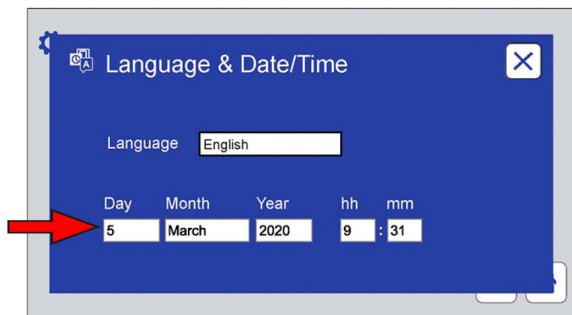 Language & Date/Time
Language English
Day Month Year hh mm
5 March 2020 9 : 31